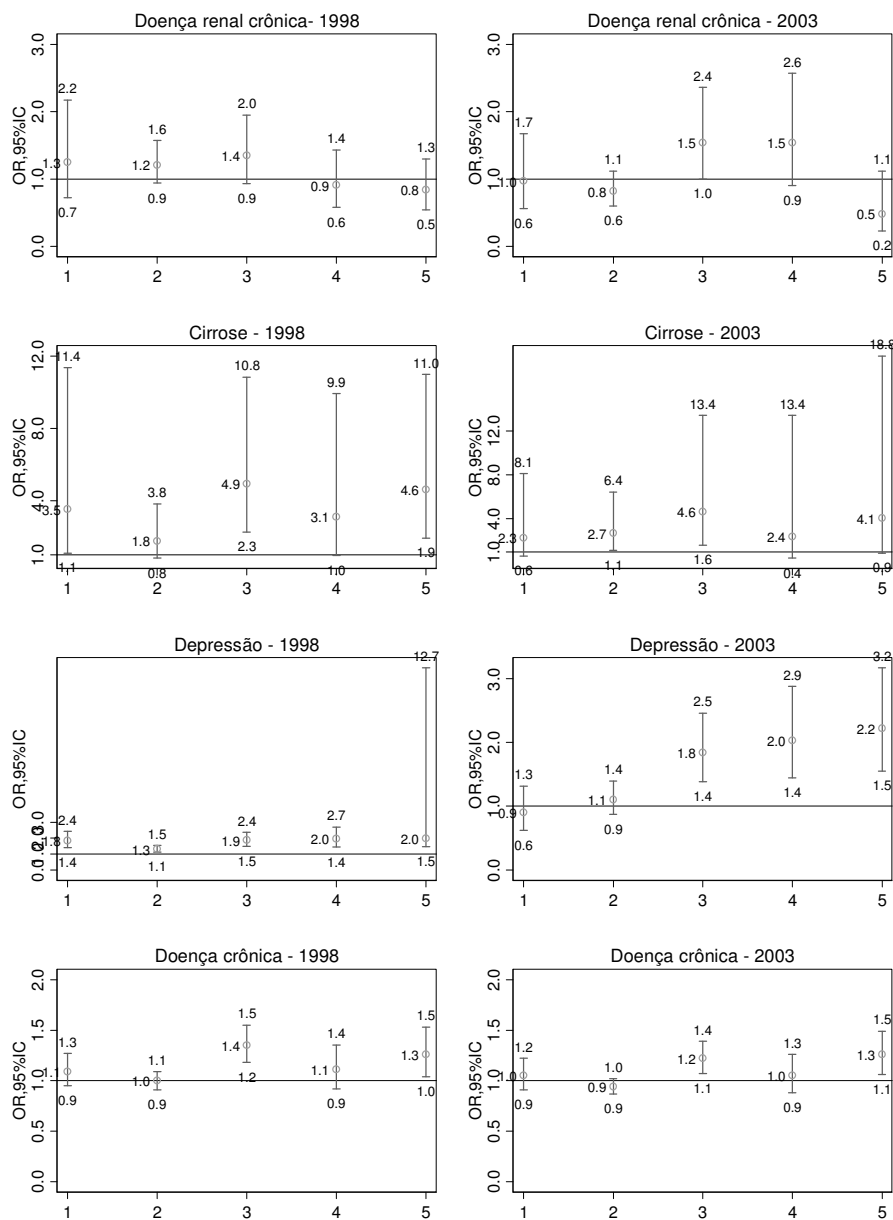 Doença renal crônica- 1998
OR,95%IC
0.0 1.0 2.0 3.0
2.2 1.6 2.0 1.4 1.3
1.3 1.2 1.4 0.9 0.8
0.7 0.9 0.9 0.6 0.5
1 2 3 4 5
Doença renal crônica - 2003
OR,95%IC
0.0 1.0 2.0 3.0
1.7 1.1 2.4 2.6 1.1
1.0 0.8 1.5 1.5 0.5
0.6 0.6 1.0 0.9 0.2
1 2 3 4 5
Cirrose - 1998
OR,95%IC
1.0 4.0 8.0 12.0
11.4 3.8 10.8 9.9 11.0
3.5 1.8 4.9 3.1 4.6
1.1 0.8 2.3 1.0 1.9
1 2 3 4 5
Cirrose - 2003
OR,95%IC
1.0 4.0 8.0 12.0
8.1 6.4 13.4 13.4
2.3 2.7 4.6 2.4 4.1
0.6 1.1 1.6 0.4 0.9
1 2 3 4 5
Depressão - 1998
OR,95%IC
0.0 1.0 2.0 3.0
2.4 1.5 2.4 2.7 12.7
1.8 1.3 1.9 2.0 2.0
1.4 1.1 1.5 1.4 1.5
1 2 3 4 5
Depressão - 2003
OR,95%IC
0.0 1.0 2.0 3.0
1.3 1.4 2.5 2.9 3.2
0.9 1.1 1.8 2.0 2.2
0.6 0.9 1.4 1.4 1.5
1 2 3 4 5
Doença crônica - 1998
OR,95%IC
0.0 0.5 1.0 1.5 2.0
1.3 1.1 1.5 1.4 1.5
1.1 1.0 1.4 1.1 1.3
0.9 0.9 1.2 0.9 1.0
1 2 3 4 5
Doença crônica - 2003
OR,95%IC
0.0 0.5 1.0 1.5 2.0
1.2 1.0 1.4 1.3 1.5
1.0 0.9 1.2 1.0 1.3
0.9 0.9 1.1 0.9 1.1
1 2 3 4 5